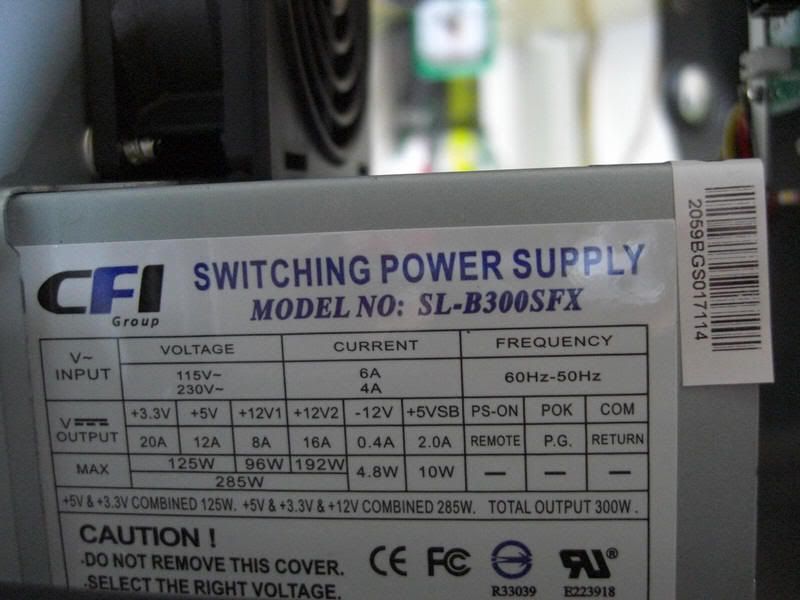 CFI
Group
SWITCHING POWER SUPPLY
MODEL NO: SL-B300SFX
2059BGS017114
V~ INPUT VOLTAGE CURRENT FREQUENCY
115V~ 6A 60Hz-50Hz
230V~ 4A
V OUTPUT +3.3V +5V +12V1 +12V2 -12V +5VSB PS-ON POK COM
20A 12A 8A 16A 0.4A 2.0A REMOTE P.G. RETURN
MAX 125W 96W 192W 4.8W 10W — — —
285W
+5V & +3.3V COMBINED 125W. +5V & +3.3V & +12V COMBINED 285W. TOTAL OUTPUT 300W.
CAUTION !
·DO NOT REMOVE THIS COVER.
·SELECT THE RIGHT VOLTAGE.
CE FC R33039 RU® E223918